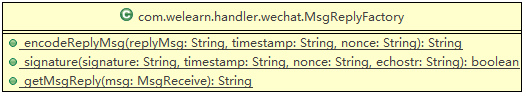 C com.welearn.handler.wechat.MsgReplyFactory
encodeReplyMsg(replyMsg: String, timestamp: String, nonce: String): String
signature(signature: String, timestamp: String, nonce: String, echostr: String): boolean
getMsgReply(msg: MsgReceive): String